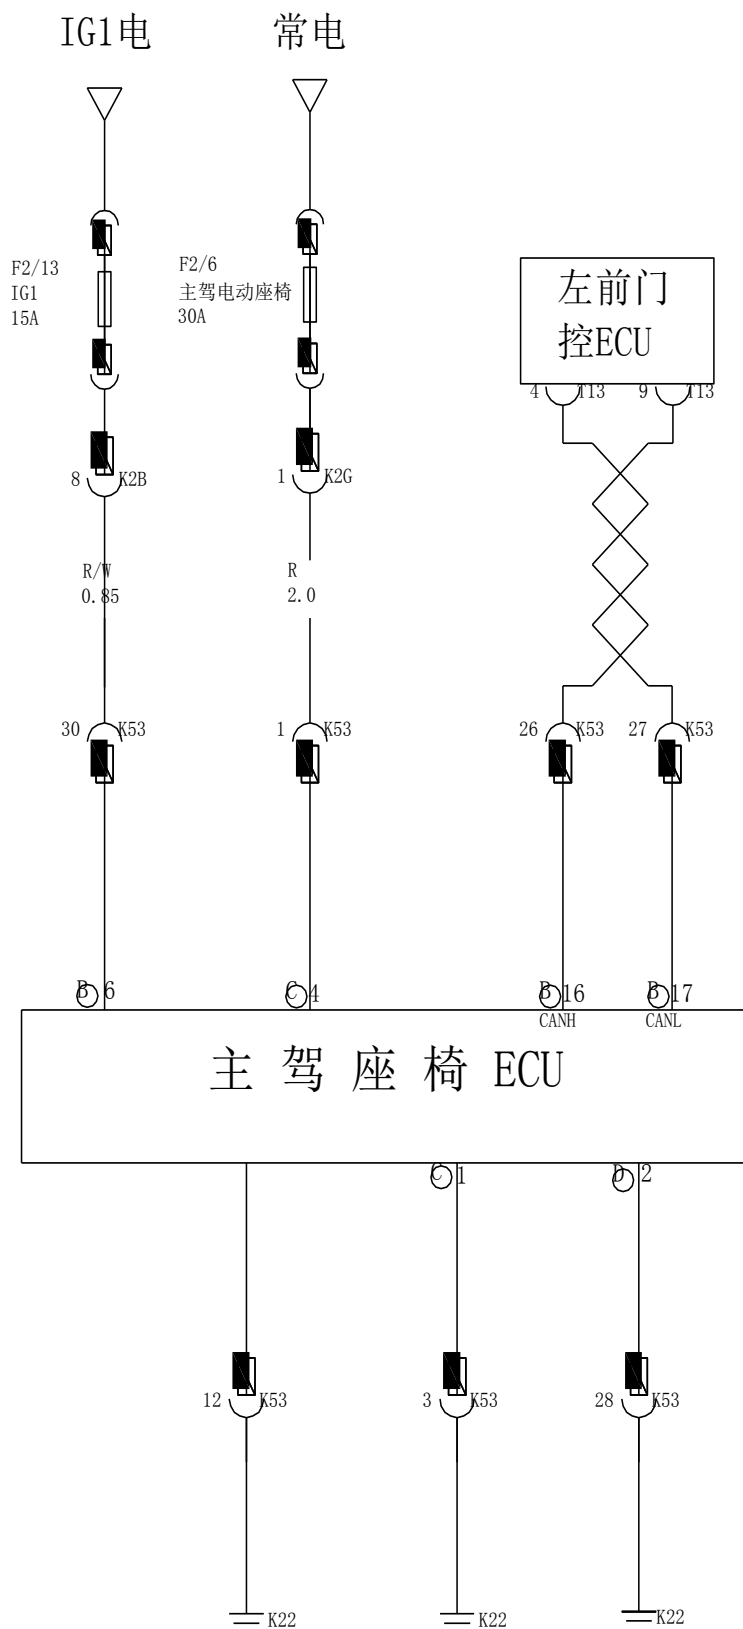 IG1电
常电
F2/13
IG1
15A
F2/6
主驾电动座椅
30A
左前门
控ECU
4 T13
9 T13
8 K2B
1 K2G
R/W
0.85
R
2.0
30 K53
1 K53
26 K53
27 K53
B 6
C 4
B 16
B 17
CANH
CANL
主驾座椅ECU
C 1
D 2
12 K53
3 K53
28 K53
K22
K22
K22